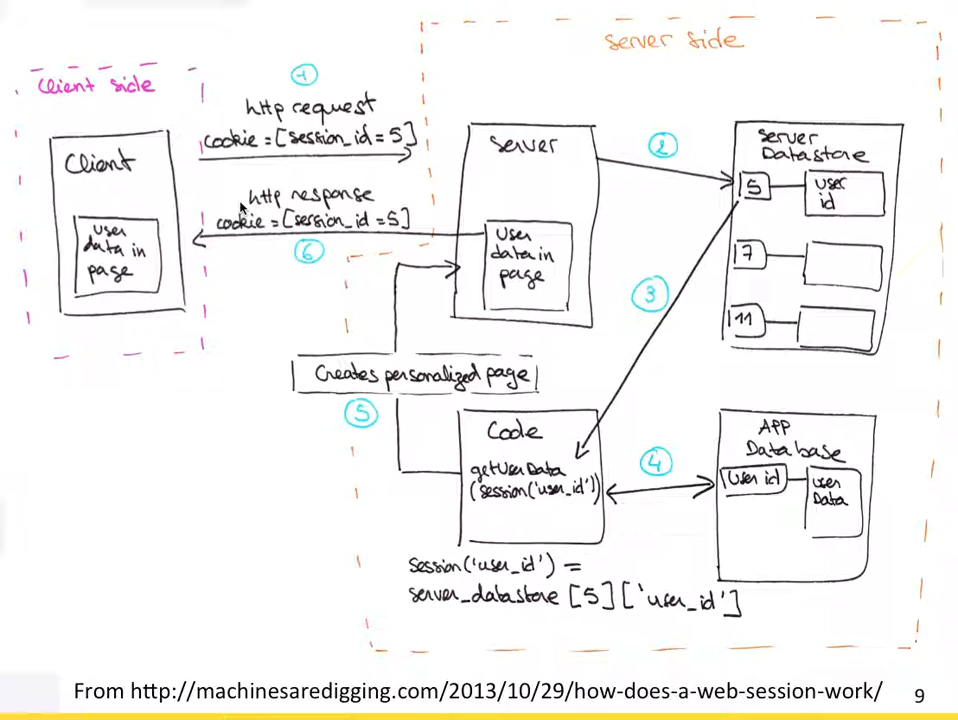 server side
client side
1
http request
cookie = [session_id = 5]
Client
user
data in
page
http response
cookie = [session_id = 5]
6
Server
user
data in
page
2
Server
Datastore
5
user
id
7
11
3
Creates personalized page
5
Code
getUserData
(session('user_id'))
4
APP
Database
User id
user
Data
session('user_id') =
server_datastore [5] ['user_id']
From http://machinesaredigging.com/2013/10/29/how-does-a-web-session-work/
9